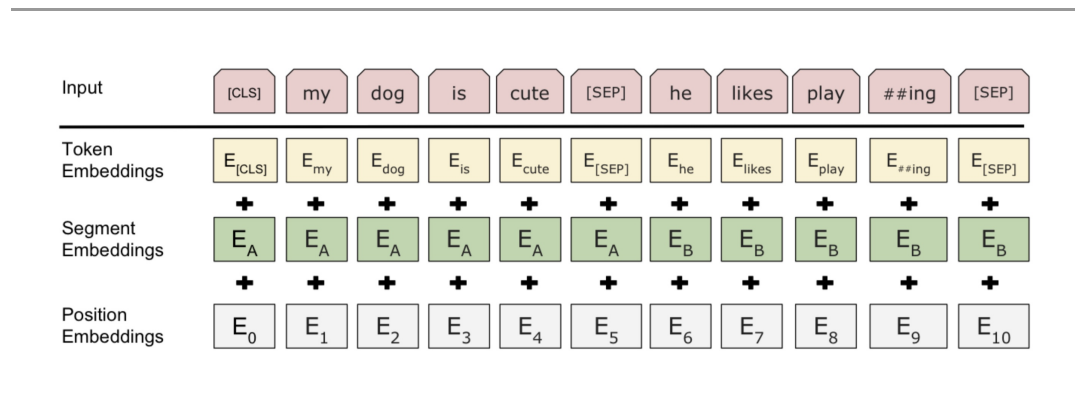 Input [CLS] my dog is cute [SEP] he likes play ##ing [SEP]
Token Embeddings E[CLS] Emy Edog Eis Ecute E[SEP] Ehe Elikes Eplay E##ing E[SEP]
+ + + + + + + + + + +
Segment Embeddings EA EA EA EA EA EA EB EB EB EB EB
+ + + + + + + + + + +
Position Embeddings E0 E1 E2 E3 E4 E5 E6 E7 E8 E9 E10